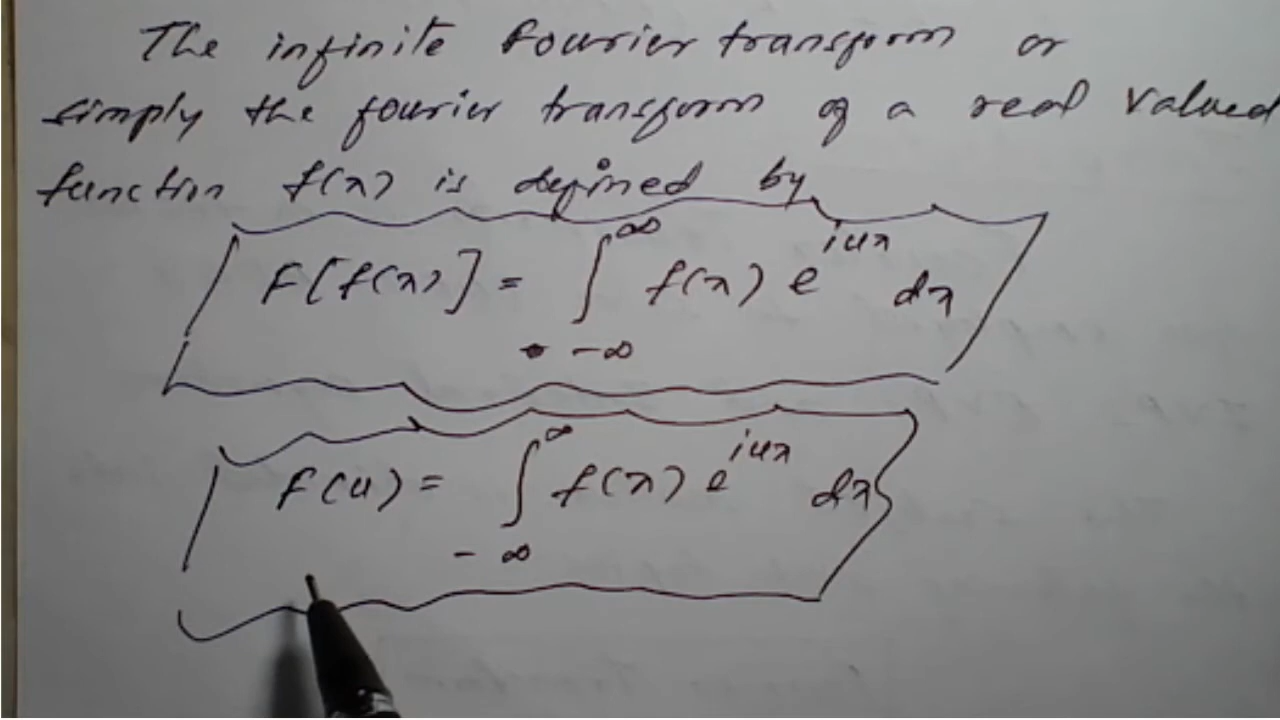 The infinite Fourier transform or
simply the fourier transform of a real valued
function f(x) is defined by
F[f(x)] = ∫_{-∞}^{∞} f(x) e^{iux} dx
F(u) = ∫_{-∞}^{∞} f(x) e^{iux} dx